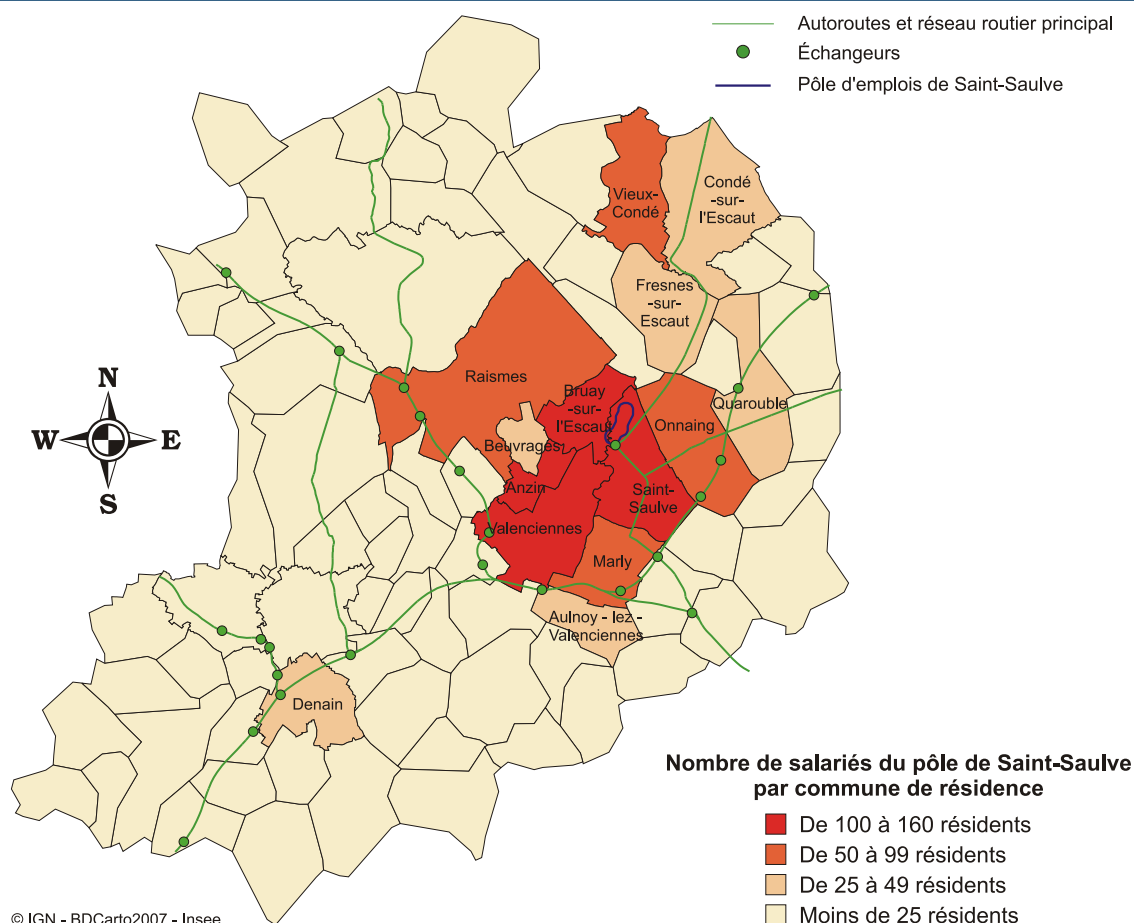 Autoroutes et réseau routier principal
Échangeurs
Pôle d'emplois de Saint-Saulve
Vieux-
Condé
Condé
-sur-
l'Escaut
Fresnes
-sur-
Escaut
N
W
E
S
Raismes
Bruay
-sur-
l'Escaut
Quarouble
Onnaing
Beuvrages
Anzin
Saint-
Saulve
Valenciennes
Marly
Aulnoy - lez -
Valenciennes
Denain
Nombre de salariés du pôle de Saint-Saulve
par commune de résidence
De 100 à 160 résidents
De 50 à 99 résidents
De 25 à 49 résidents
Moins de 25 résidents
© IGN - BDCarto2007 - Insee